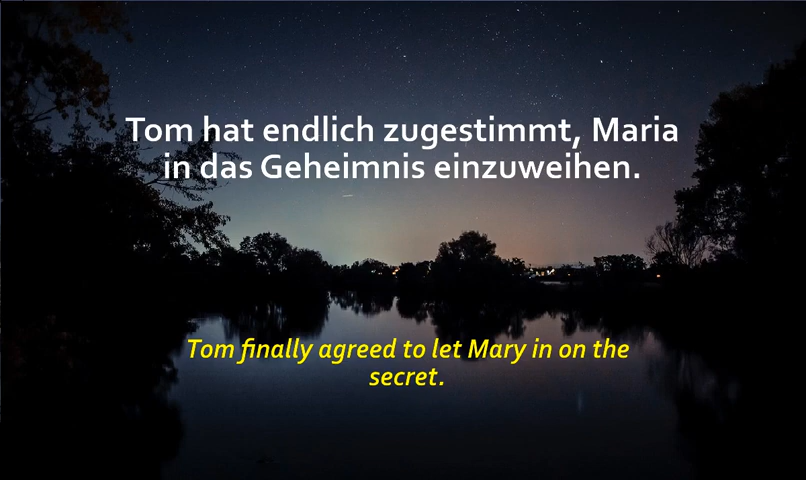 Tom hat endlich zugestimmt, Maria
in das Geheimnis einzuweihen.
Tom finally agreed to let Mary in on the
secret.